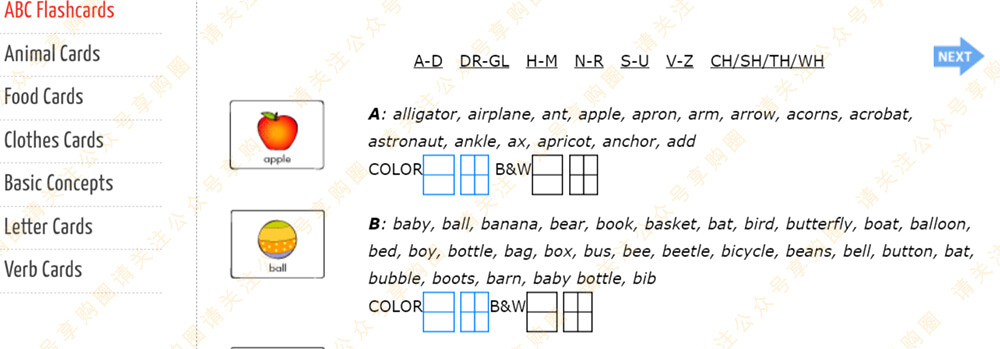 ABC Flashcards
Animal Cards
Food Cards
Clothes Cards
Basic Concepts
Letter Cards
Verb Cards
A-D DR-GL H-M N-R S-U V-Z CH/SH/TH/WH
NEXT
apple
A: alligator, airplane, ant, apple, apron, arm, arrow, acorns, acrobat,
astronaut, ankle, ax, apricot, anchor, add
COLOR B&W
ball
B: baby, ball, banana, bear, book, basket, bat, bird, butterfly, boat, balloon,
bed, boy, bottle, bag, box, bus, bee, beetle, bicycle, beans, bell, button, bat,
bubble, boots, barn, baby bottle, bib
COLOR B&W
请关注公众号享购圈